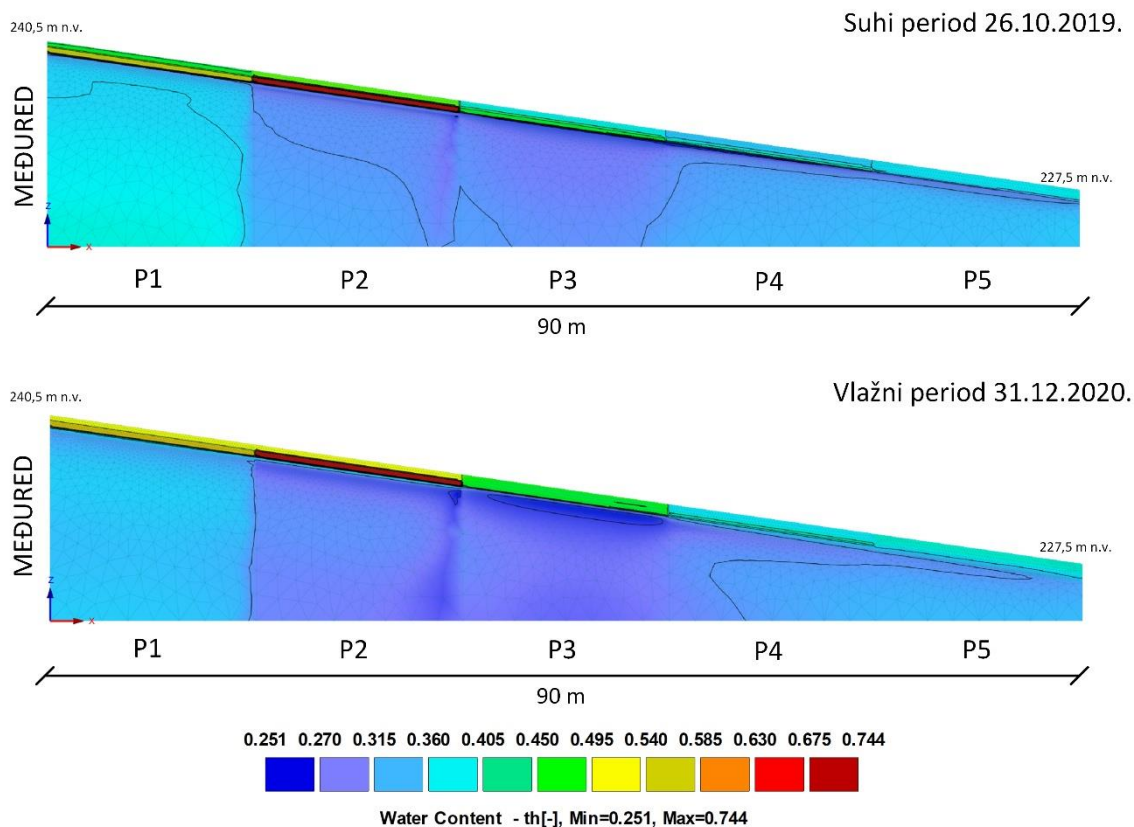 240,5 m n.v.
Suhi period 26.10.2019.
MEĐURED
227,5 m n.v.
z
x
P1 P2 P3 P4 P5
90 m
Vlažni period 31.12.2020.
240,5 m n.v.
MEĐURED
227,5 m n.v.
z
x
P1 P2 P3 P4 P5
90 m
0.251 0.270 0.315 0.360 0.405 0.450 0.495 0.540 0.585 0.630 0.675 0.744
Water Content - th[-], Min=0.251, Max=0.744